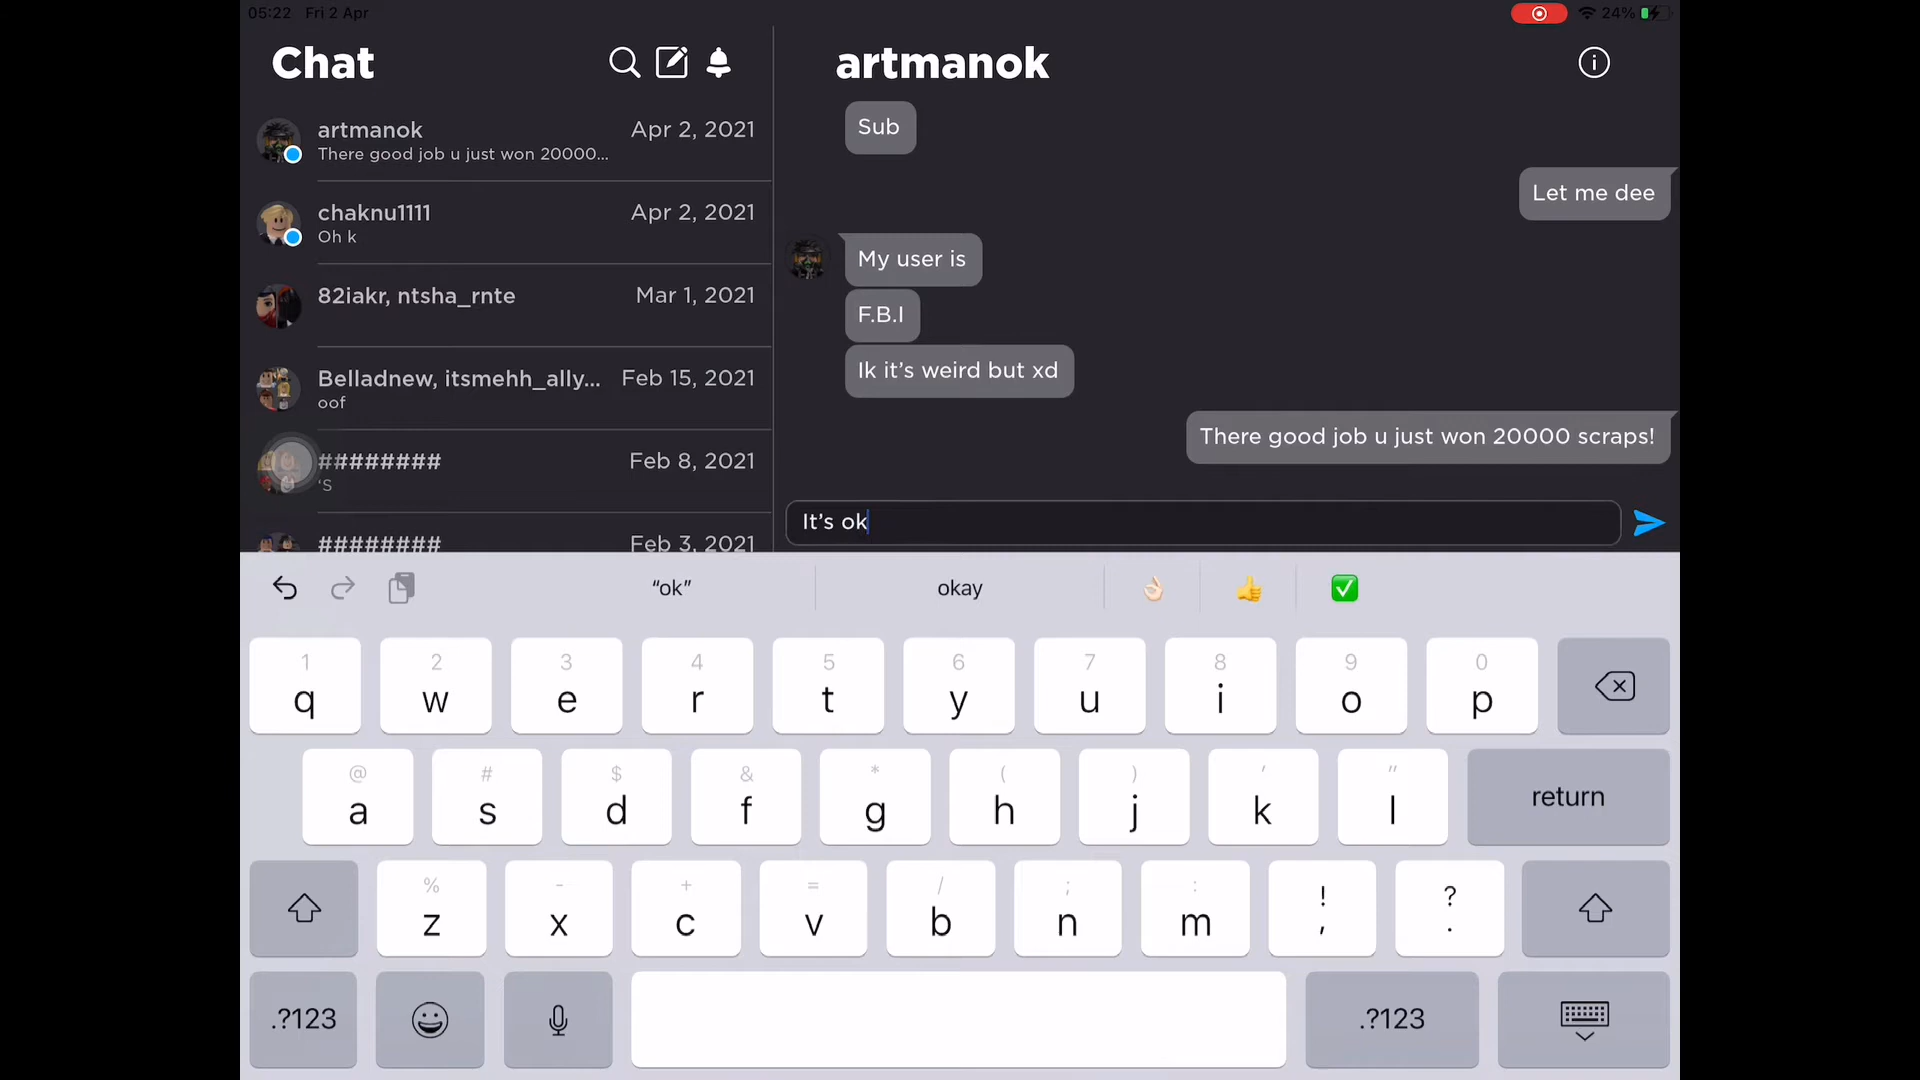 05:22 Fri 2 Apr
24%
Chat
artmanok
Apr 2, 2021
There good job u just won 20000...
chaknu1111
Apr 2, 2021
Oh k
82iakr, ntsha_rnte
Mar 1, 2021
Belladnew, itsmehh_ally...
Feb 15, 2021
oof
########
Feb 8, 2021
‘S
########
Feb 3, 2021
artmanok
Sub
Let me dee
My user is
F.B.I
Ik it’s weird but xd
There good job u just won 20000 scraps!
It’s ok
“ok” okay
1 2 3 4 5 6 7 8 9 0
q w e r t y u i o p
@ # $ & * ( ) ’ ”
a s d f g h j k l return
% - + = / ; : ! ?
z x c v b n m , .
.?123 .?123